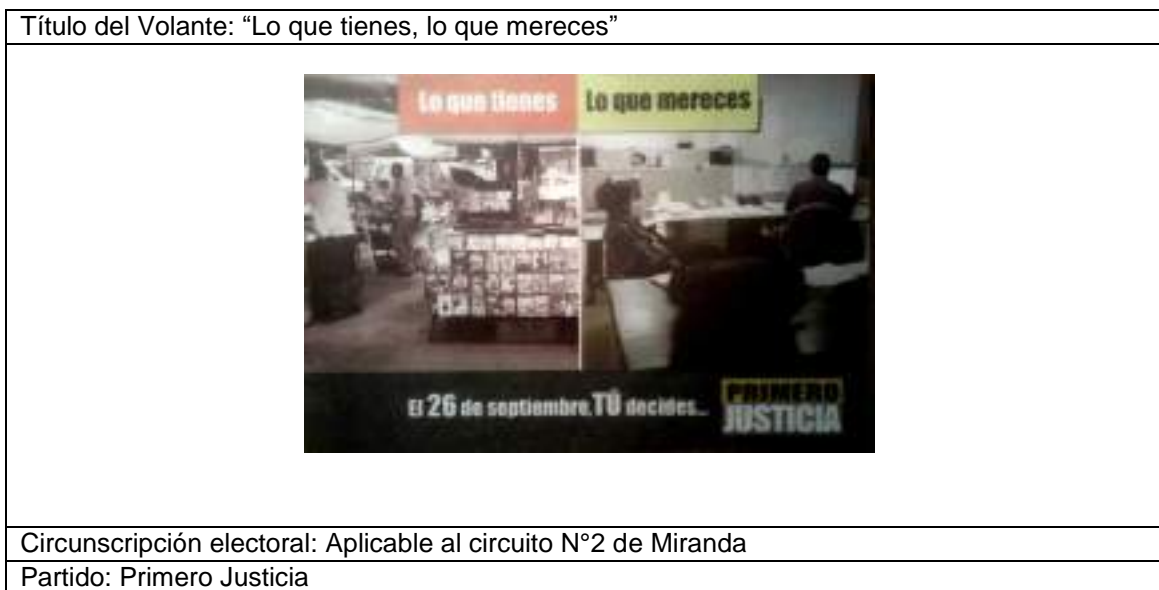 Título del Volante: “Lo que tienes, lo que mereces”
Lo que tienes
Lo que mereces
El 26 de septiembre, TÚ decides...
PRIMERO
JUSTICIA
Circunscripción electoral: Aplicable al circuito N°2 de Miranda
Partido: Primero Justicia